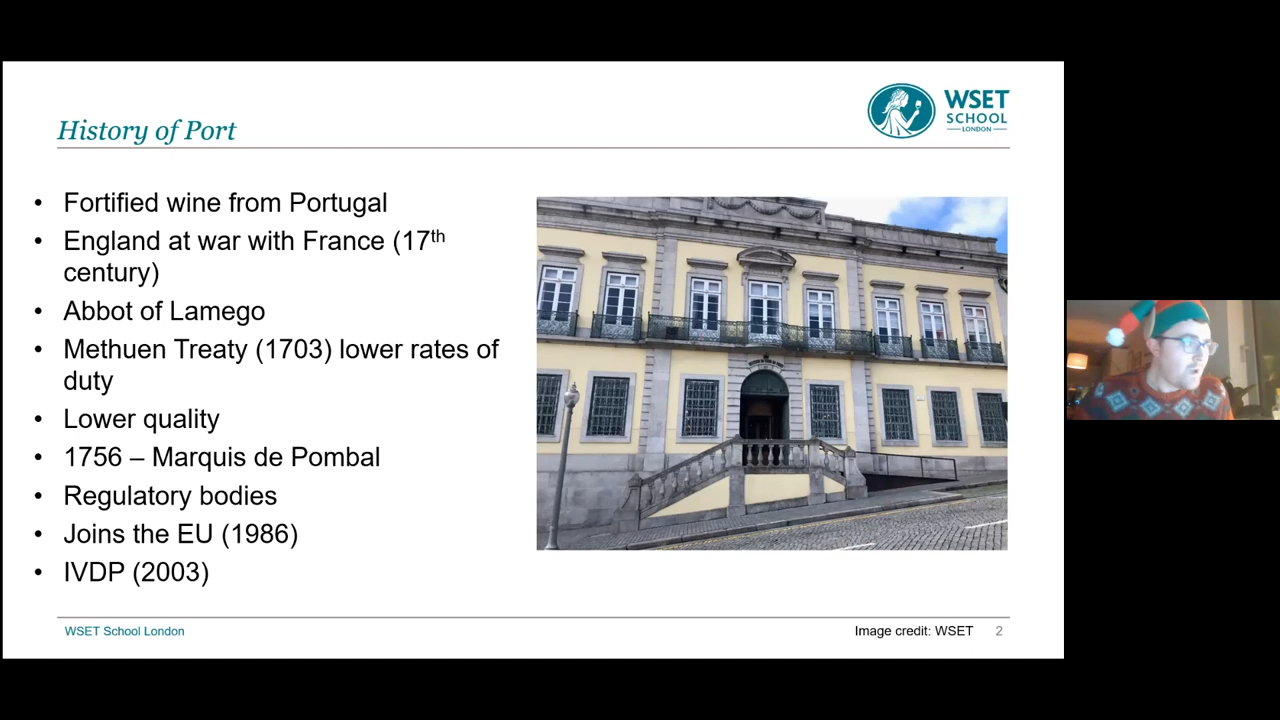 WSET
SCHOOL
LONDON
History of Port
• Fortified wine from Portugal
• England at war with France (17th
century)
• Abbot of Lamego
• Methuen Treaty (1703) lower rates of
duty
• Lower quality
• 1756 – Marquis de Pombal
• Regulatory bodies
• Joins the EU (1986)
• IVDP (2003)
WSET School London
Image credit: WSET 2